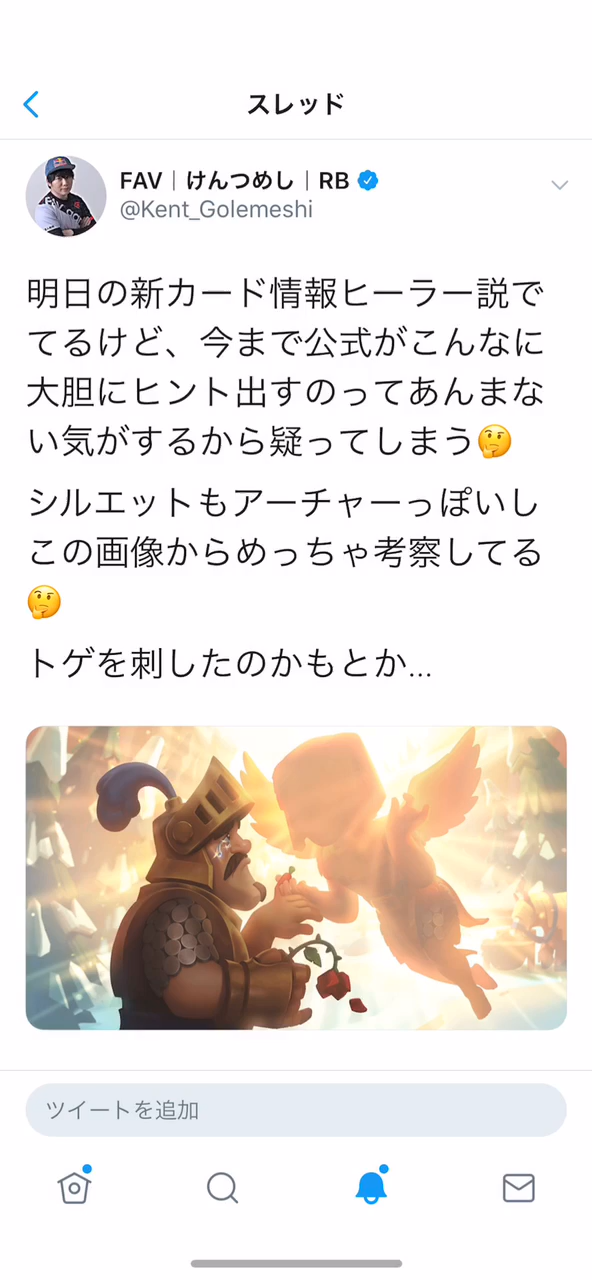 スレッド
FAV｜けんつめし｜RB
@Kent_Golemeshi
明日の新カード情報ヒーラー説で
てるけど、今まで公式がこんなに
大胆にヒント出すのってあんまな
い気がするから疑ってしまう🤔
シルエットもアーチャーっぽいし
この画像からめっちゃ考察してる
🤔
トゲを刺したのかもとか...
ツイートを追加